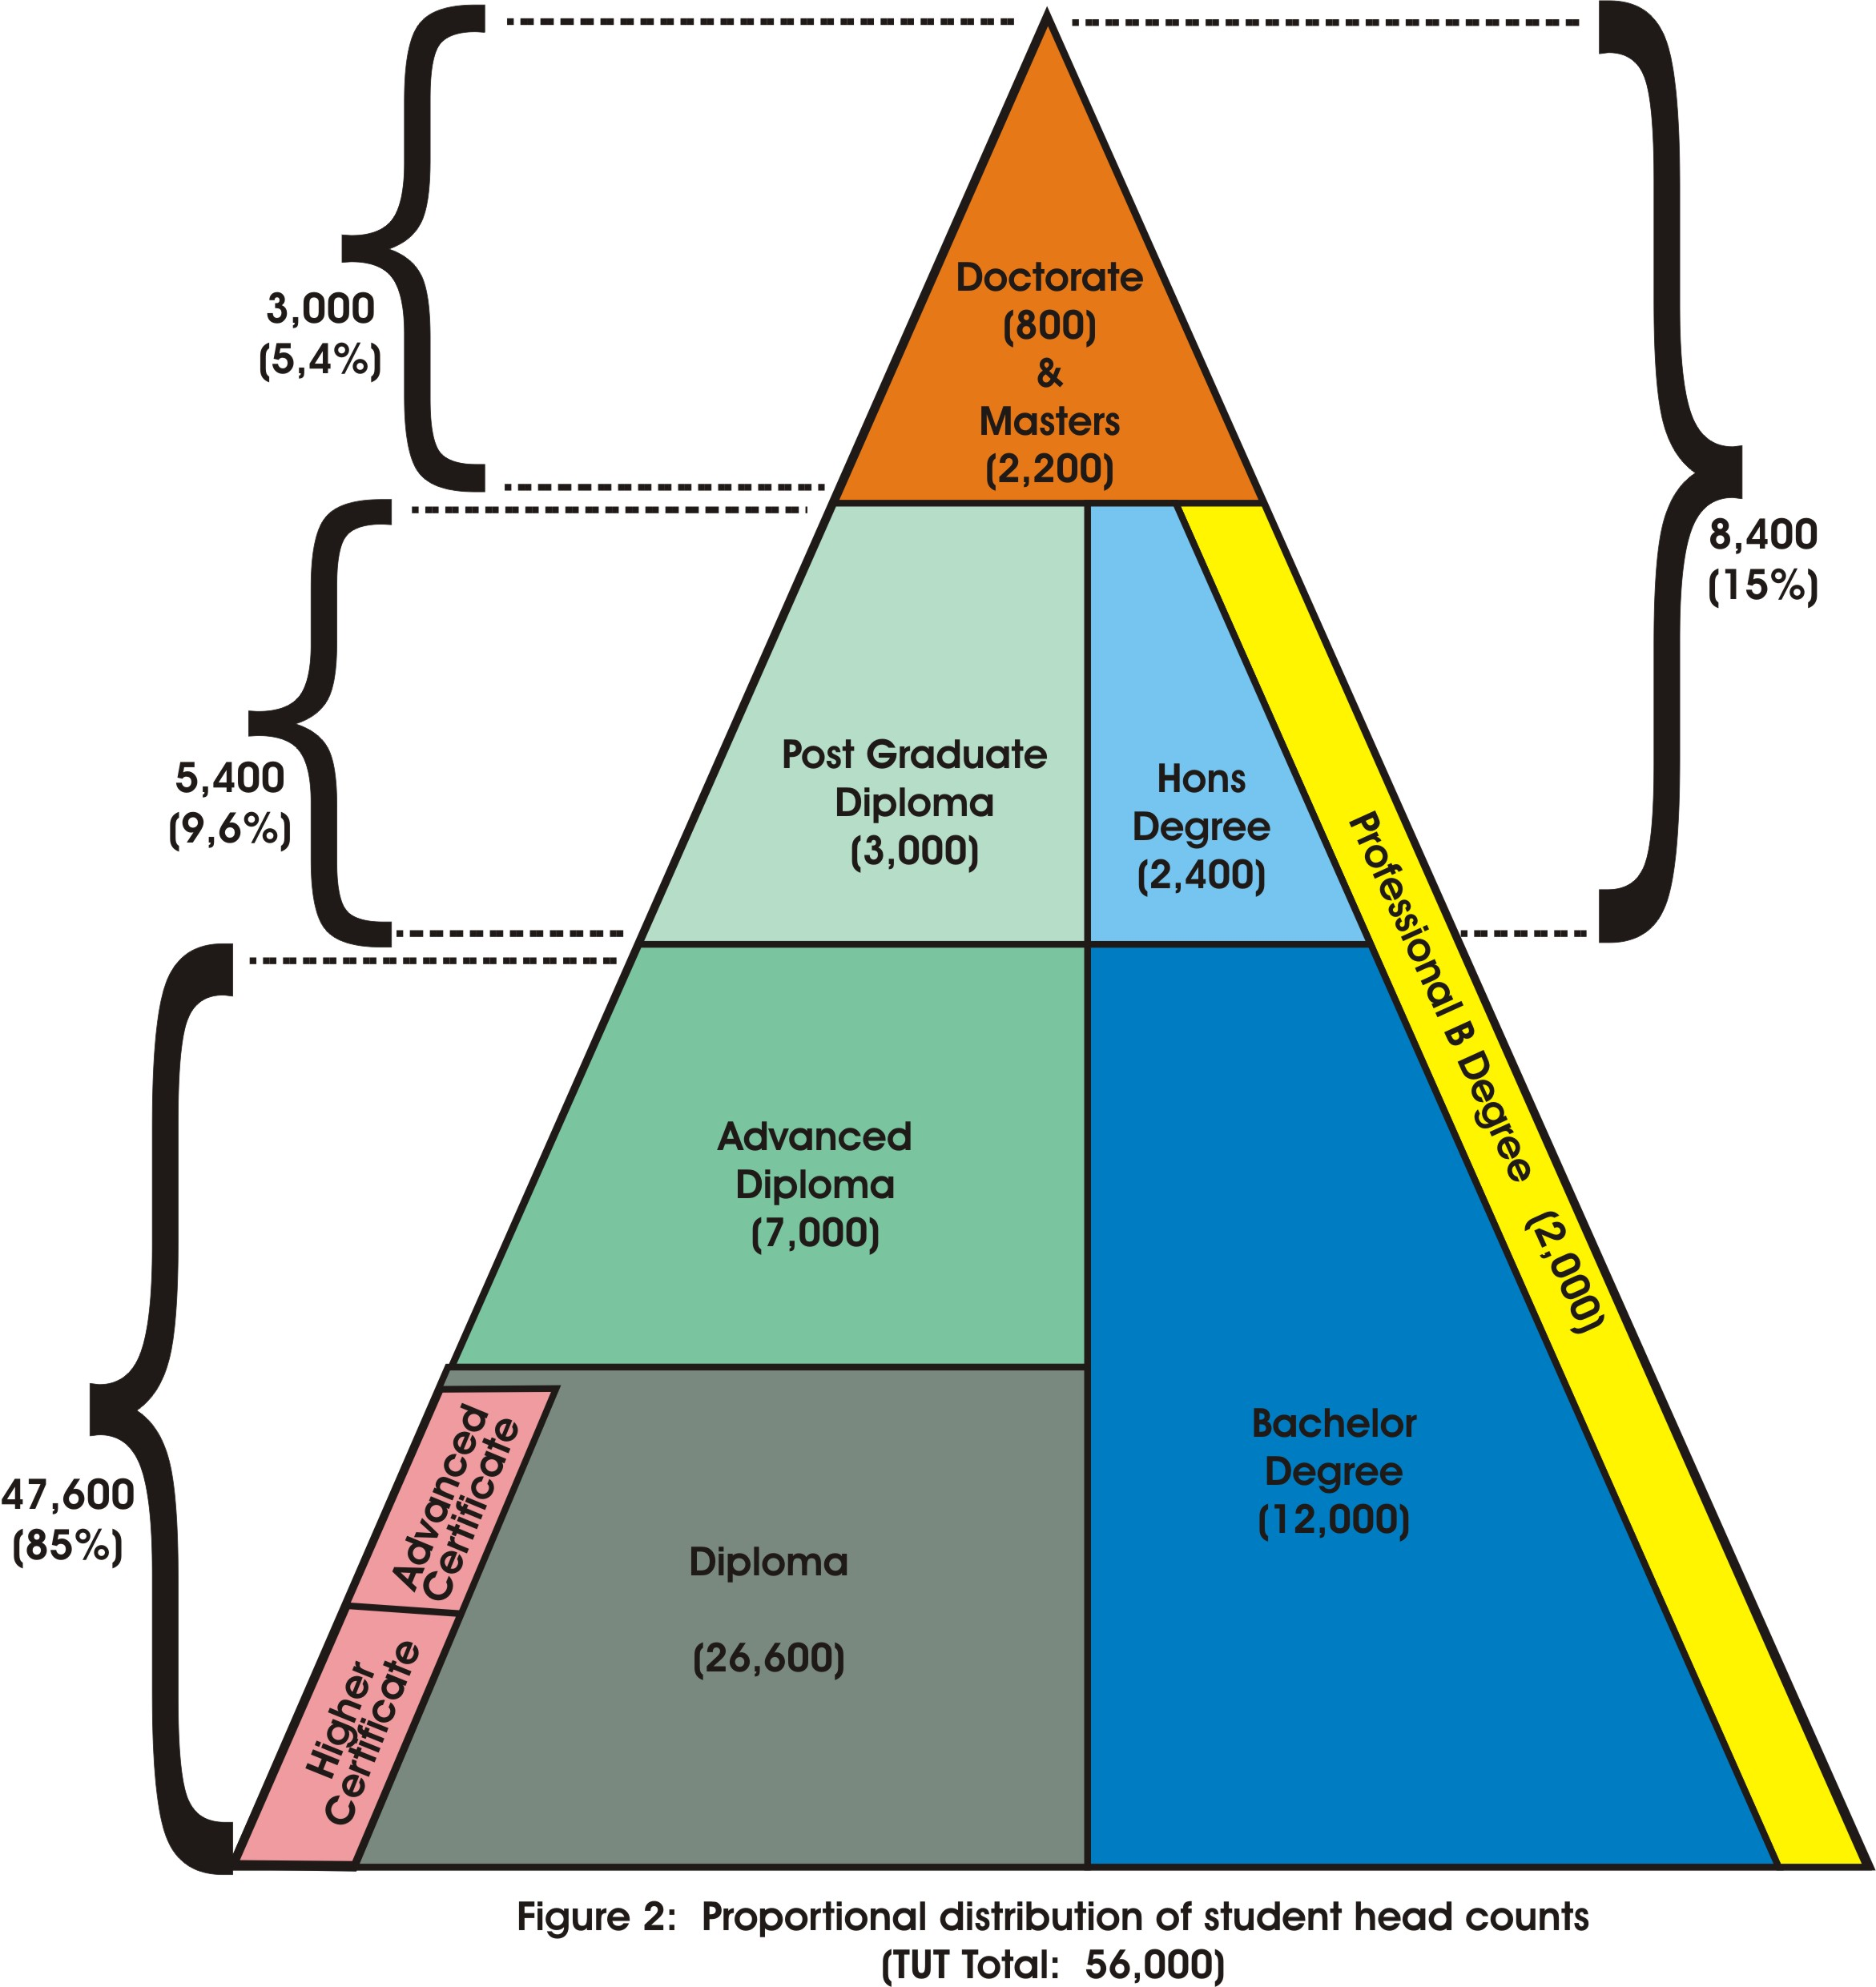 3,000
(5,4%)
Doctorate
(800)
&
Masters
(2,200)
8,400
(15%)
5,400
(9,6%)
Post Graduate
Diploma
(3,000)
Hons
Degree
(2,400)
Professional B Degree (2,000)
Advanced
Diploma
(7,000)
47,600
(85%)
Advanced
Certificate
Higher
Certificate
Diploma
(26,600)
Bachelor
Degree
(12,000)
Figure 2: Proportional distribution of student head counts
(TUT Total: 56,000)